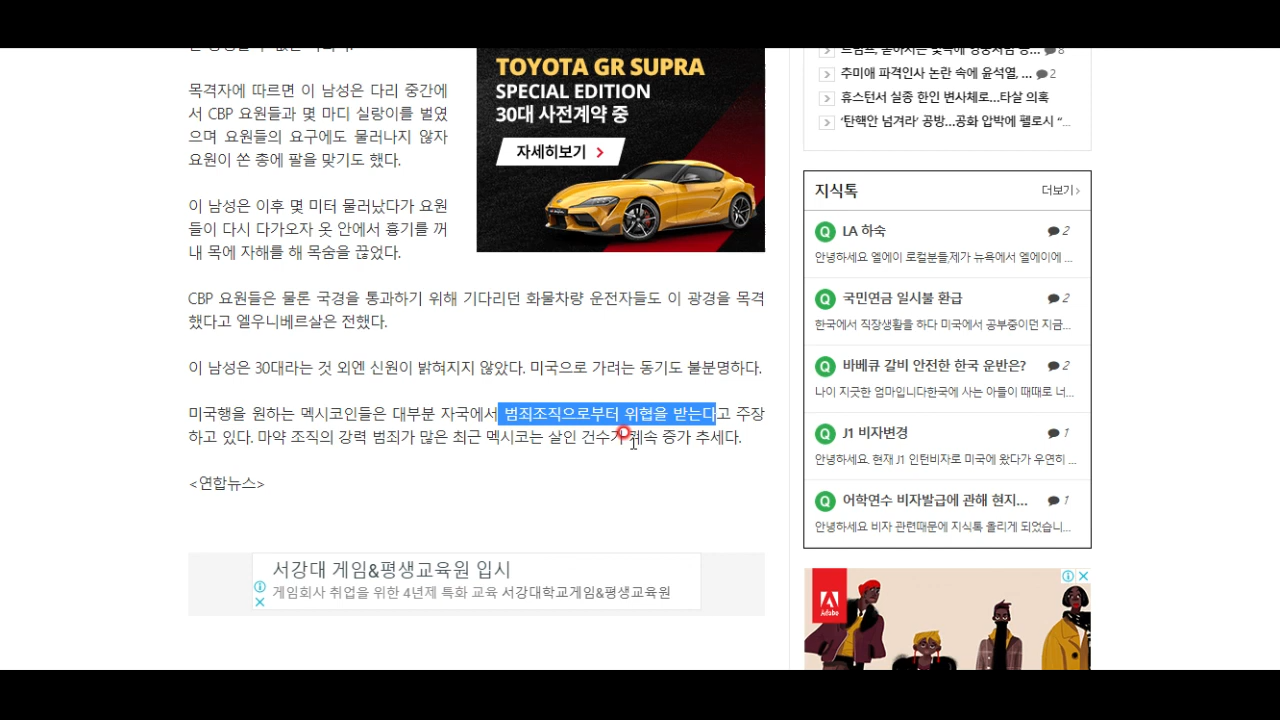 목격자에 따르면 이 남성은 다리 중간에
서 CBP 요원들과 몇 마디 실랑이를 벌였
으며 요원들의 요구에도 물러나지 않자
요원이 쏜 총에 팔을 맞기도 했다.
이 남성은 이후 몇 미터 물러났다가 요원
들이 다시 다가오자 옷 안에서 흉기를 꺼
내 목에 자해를 해 목숨을 끊었다.
TOYOTA GR SUPRA
SPECIAL EDITION
30대 사전계약 중
자세히보기 >
CBP 요원들은 물론 국경을 통과하기 위해 기다리던 화물차량 운전자들도 이 광경을 목격
했다고 엘우니베르살은 전했다.
이 남성은 30대라는 것 외엔 신원이 밝혀지지 않았다. 미국으로 가려는 동기도 불분명하다.
미국행을 원하는 멕시코인들은 대부분 자국에서 범죄조직으로부터 위협을 받는다고 주장
하고 있다. 마약 조직의 강력 범죄가 많은 최근 멕시코는 살인 건수가 계속 증가 추세다.
<연합뉴스>
서강대 게임&평생교육원 입시
게임회사 취업을 위한 4년제 특화 교육 서강대학교게임&평생교육원
추미애 파격인사 논란 속에 윤석열, ... 2
휴스턴서 실종 한인 변사체로...타살 의혹
'탄핵안 넘겨라' 공방...공화 압박에 펠로시 “...
지식톡 더보기 >
Q LA 하숙 2
안녕하세요 엘에이 로컬분들,제가 뉴욕에서 엘에이에 ...
Q 국민연금 일시불 환급 2
한국에서 직장생활을 하다 미국에서 공부중이던 지금...
Q 바베큐 갈비 안전한 한국 운반은? 2
나이 지긋한 엄마입니다한국에 사는 아들이 때때로 너...
Q J1 비자변경 1
안녕하세요. 현재 J1 인턴비자로 미국에 왔다가 우연히 ...
Q 어학연수 비자발급에 관해 현지... 1
안녕하세요 비자 관련때문에 지식톡 올리게 되었습니...
Adobe